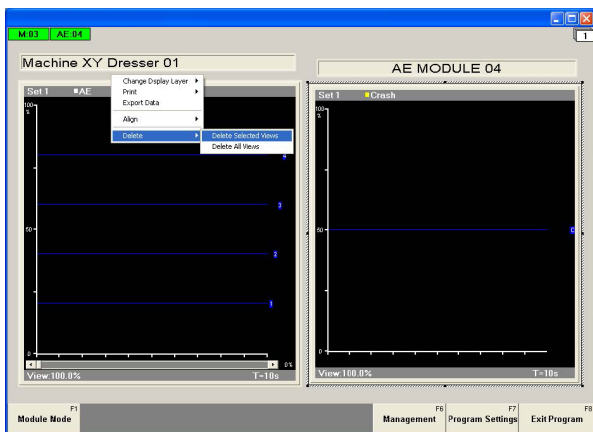 M:03 AE:04
1
Machine XY Dresser 01
AE MODULE 04
Change Dsplay Layer
Print
Export Data
Align
Delete
Delete Selected Views
Delete All Views
Set 1 AE
100
%
50
0
4
3
2
1
0%
View:100.0% T=10s
Set 1 Crash
100
%
50
0
C
View:100.0% T=10s
F1
Module Mode
F6
Management
F7
Program Settings
F8
Exit Program